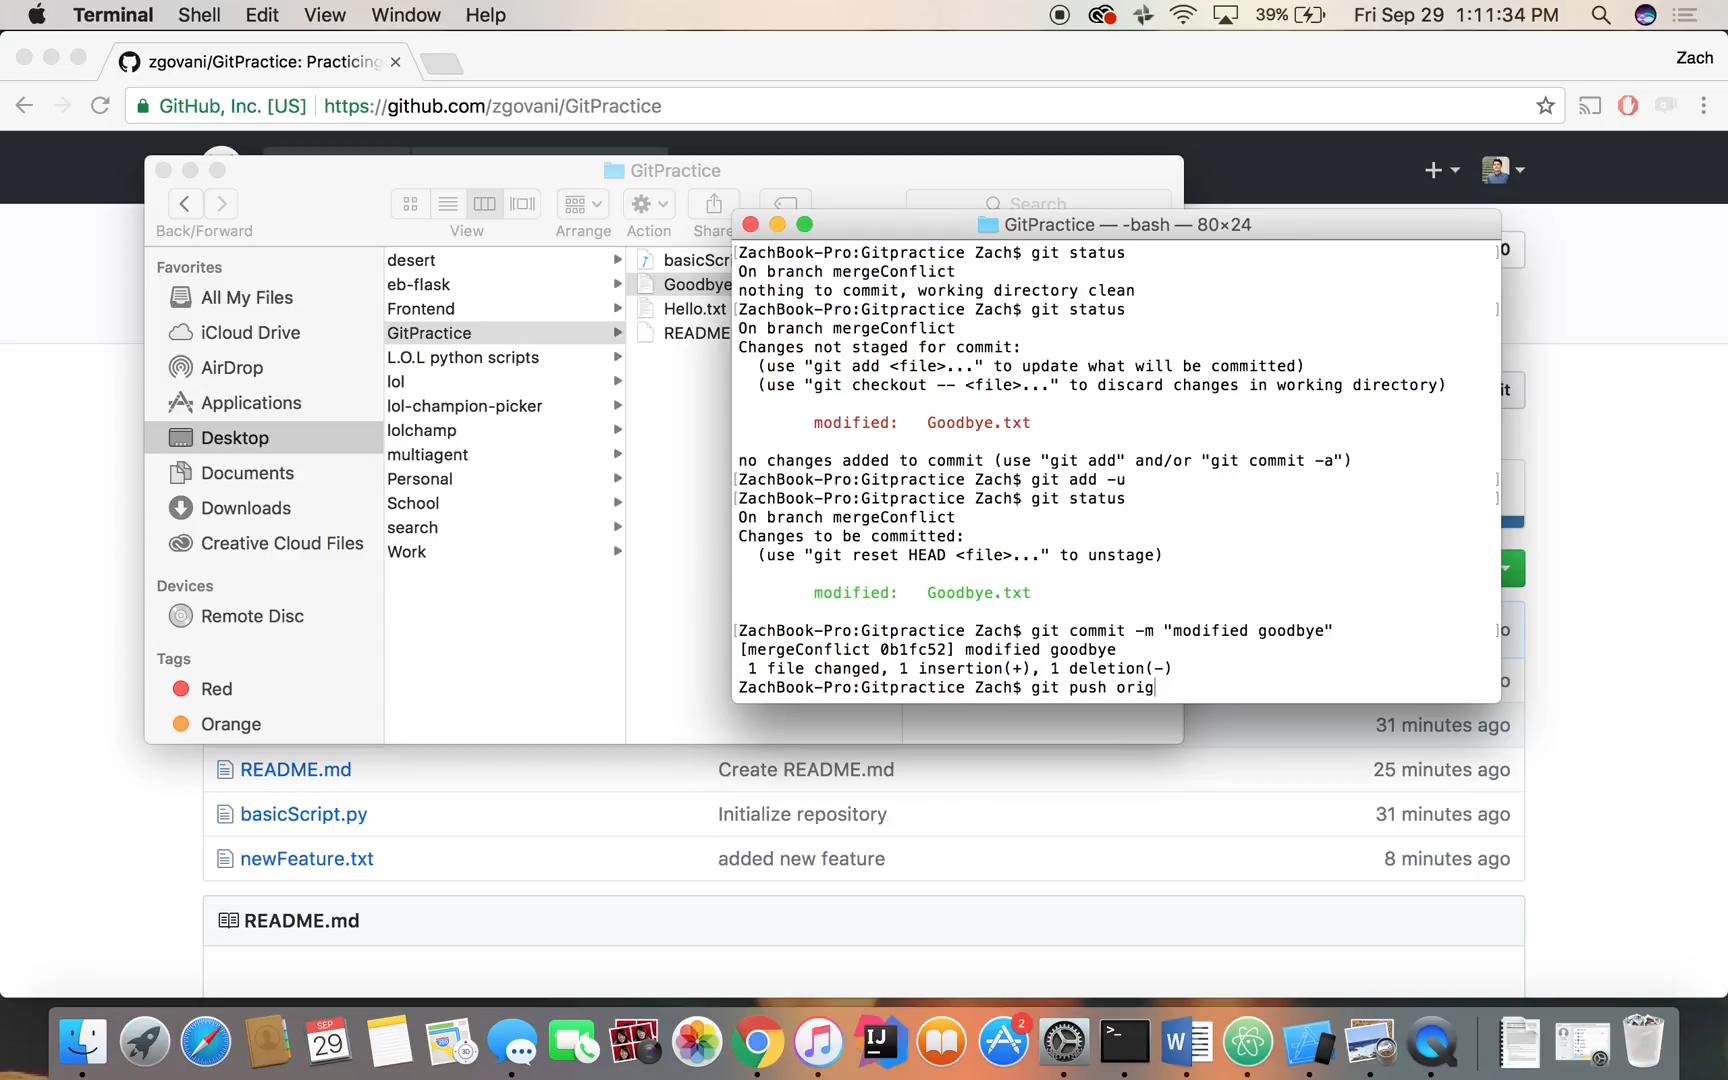 Terminal Shell Edit View Window Help 39% Fri Sep 29 1:11:34 PM
zgovani/GitPractice: Practicing
Zach
GitHub, Inc. [US] https://github.com/zgovani/GitPractice
GitPractice
Search
Back/Forward View Arrange Action Share
Favorites
All My Files
iCloud Drive
AirDrop
Applications
Desktop
Documents
Downloads
Creative Cloud Files
Devices
Remote Disc
Tags
Red
Orange
desert
eb-flask
Frontend
GitPractice
L.O.L python scripts
lol
lol-champion-picker
lolchamp
multiagent
Personal
School
search
Work
basicScr
Goodbye
Hello.txt
README
GitPractice — -bash — 80×24
ZachBook-Pro:Gitpractice Zach$ git status
On branch mergeConflict
nothing to commit, working directory clean
ZachBook-Pro:Gitpractice Zach$ git status
On branch mergeConflict
Changes not staged for commit:
(use "git add <file>..." to update what will be committed)
(use "git checkout -- <file>..." to discard changes in working directory)
modified: Goodbye.txt
no changes added to commit (use "git add" and/or "git commit -a")
ZachBook-Pro:Gitpractice Zach$ git add -u
ZachBook-Pro:Gitpractice Zach$ git status
On branch mergeConflict
Changes to be committed:
(use "git reset HEAD <file>..." to unstage)
modified: Goodbye.txt
ZachBook-Pro:Gitpractice Zach$ git commit -m "modified goodbye"
[mergeConflict 0b1fc52] modified goodbye
1 file changed, 1 insertion(+), 1 deletion(-)
ZachBook-Pro:Gitpractice Zach$ git push orig
0
it
o
o
31 minutes ago
README.md Create README.md 25 minutes ago
basicScript.py Initialize repository 31 minutes ago
newFeature.txt added new feature 8 minutes ago
README.md
SEP
29
3D
IJ
2
>_
W